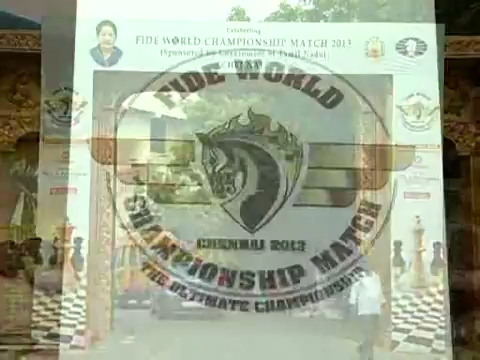 Celebrating
FIDE WORLD CHAMPIONSHIP MATCH 2013
Sponsored by Government of Tamil Nadu
CHENNAI
FIDE WORLD
CHENNAI 2013
CHAMPIONSHIP MATCH
THE ULTIMATE CHAMPIONSHIP